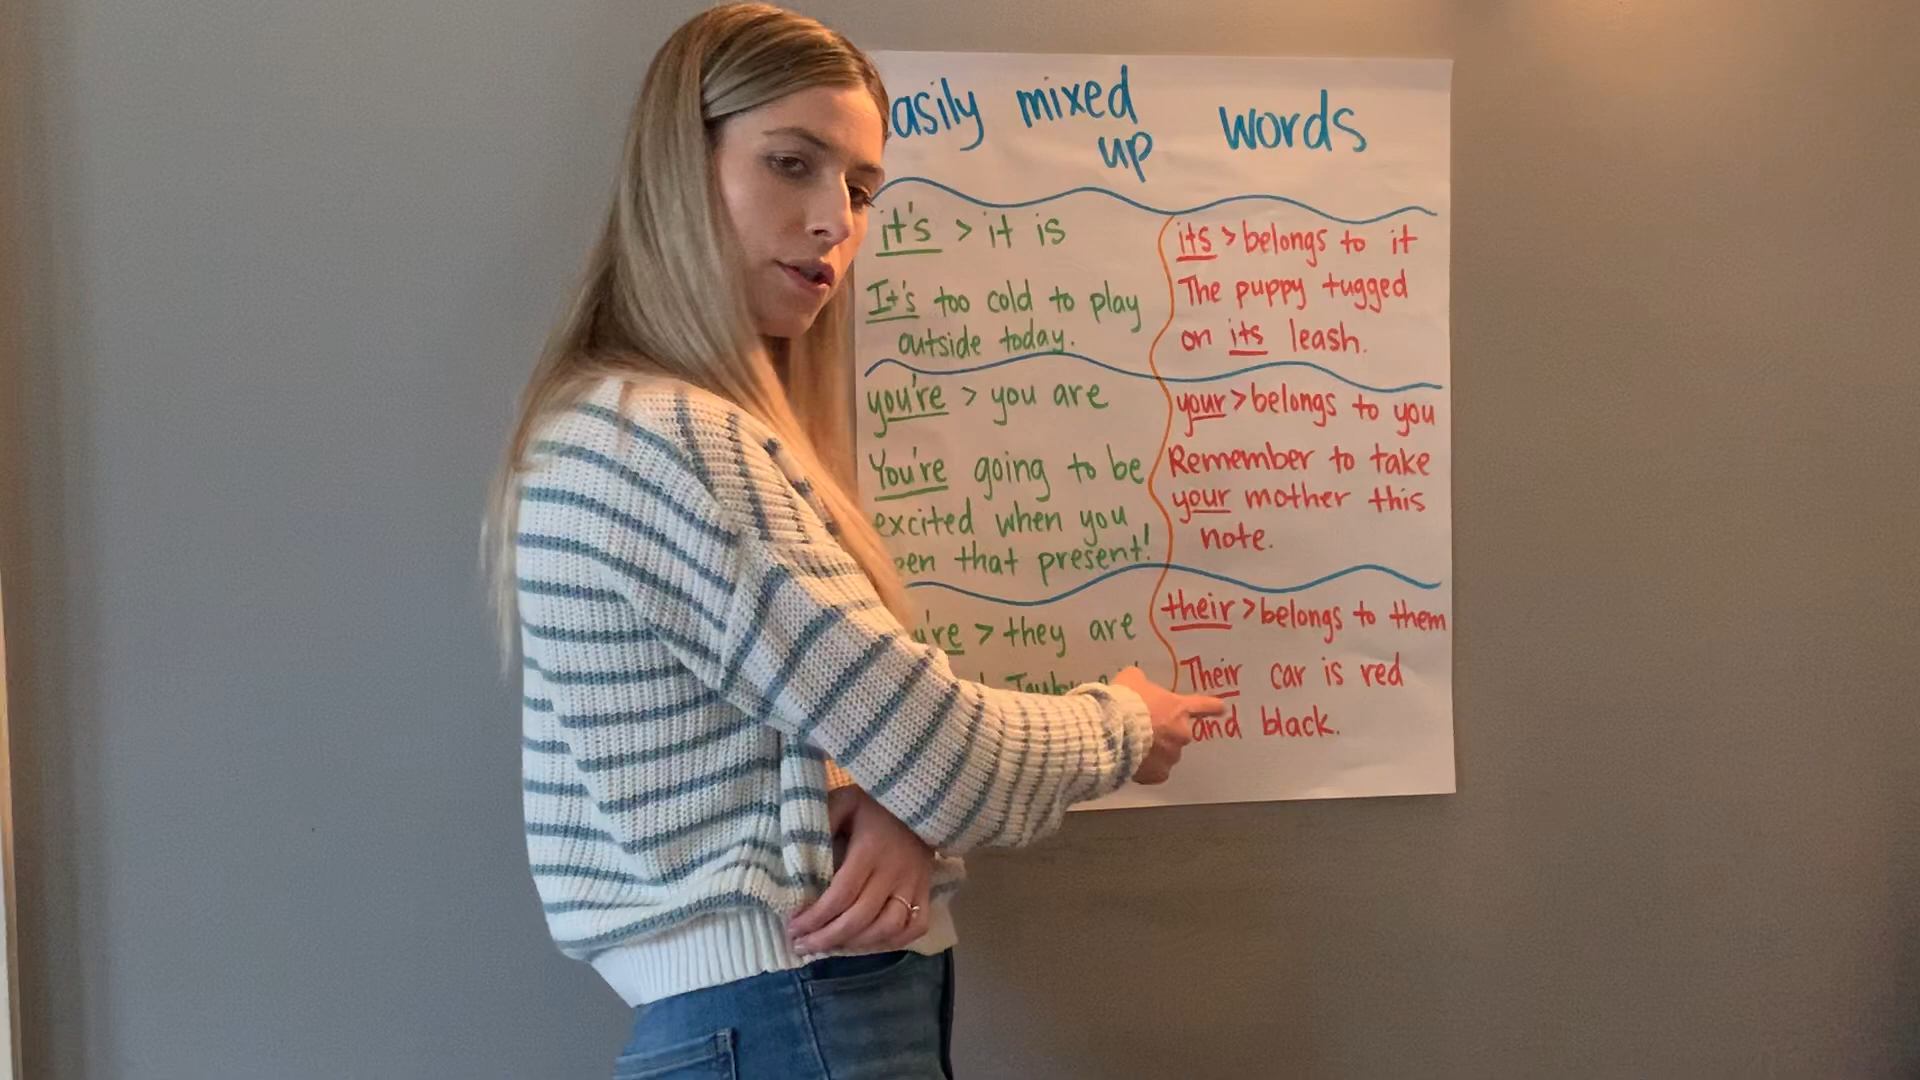 asily mixed up words
it's > it is
It's too cold to play
outside today.
its > belongs to it
The puppy tugged
on its leash.
you're > you are
You're going to be
excited when you
pen that present!
your > belongs to you
Remember to take
your mother this
note.
're > they are
their > belongs to them
Their car is red
and black.